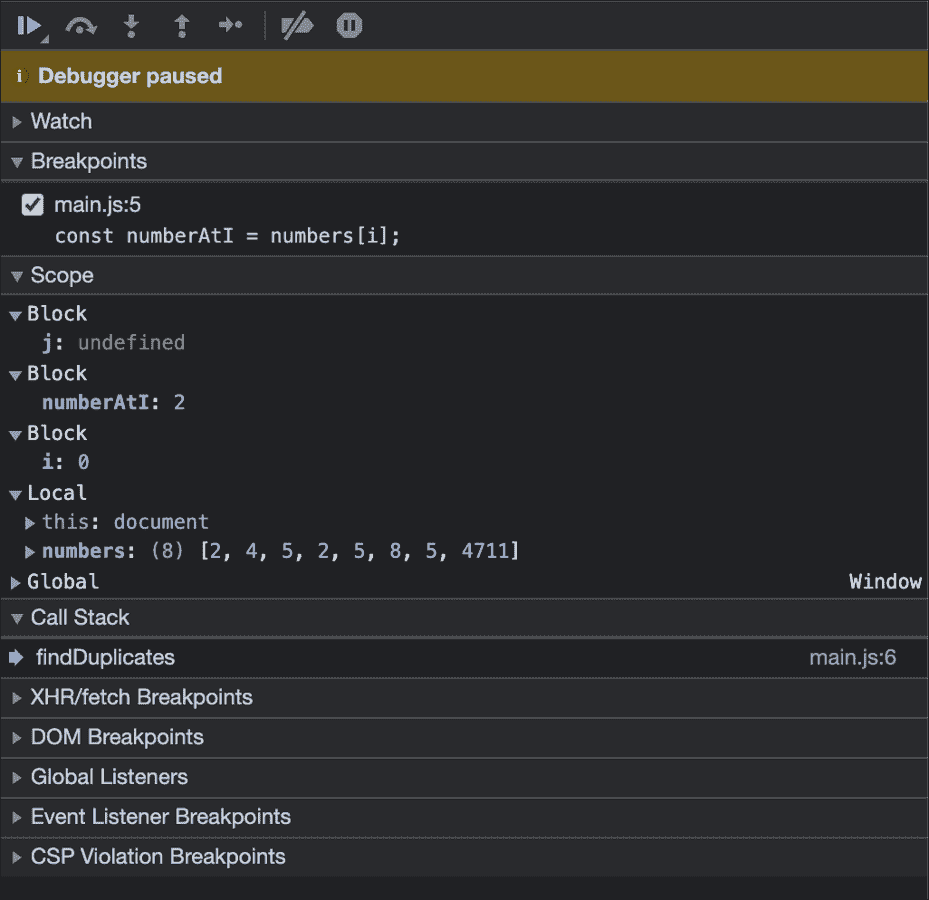 i Debugger paused
Watch
Breakpoints
main.js:5
const numberAtI = numbers[i];
Scope
Block
j: undefined
Block
numberAtI: 2
Block
i: 0
Local
this: document
numbers: (8) [2, 4, 5, 2, 5, 8, 5, 4711]
Global Window
Call Stack
findDuplicates main.js:6
XHR/fetch Breakpoints
DOM Breakpoints
Global Listeners
Event Listener Breakpoints
CSP Violation Breakpoints